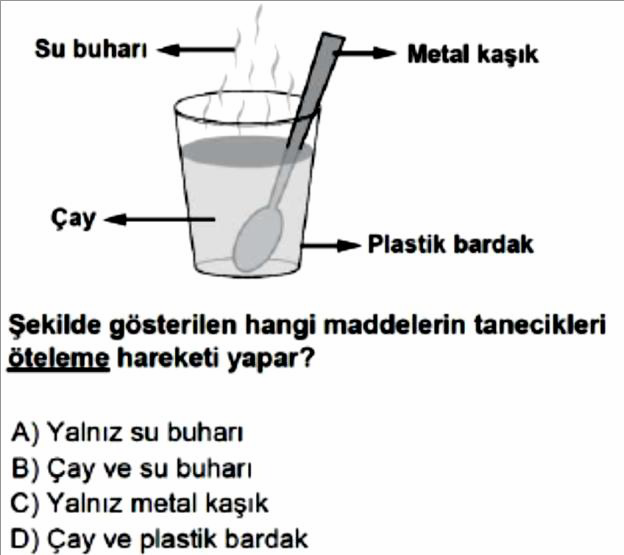 Su buharı
Metal kaşık
Çay
Plastik bardak
Şekilde gösterilen hangi maddelerin tanecikleri
öteleme hareketi yapar?
A) Yalnız su buharı
B) Çay ve su buharı
C) Yalnız metal kaşık
D) Çay ve plastik bardak